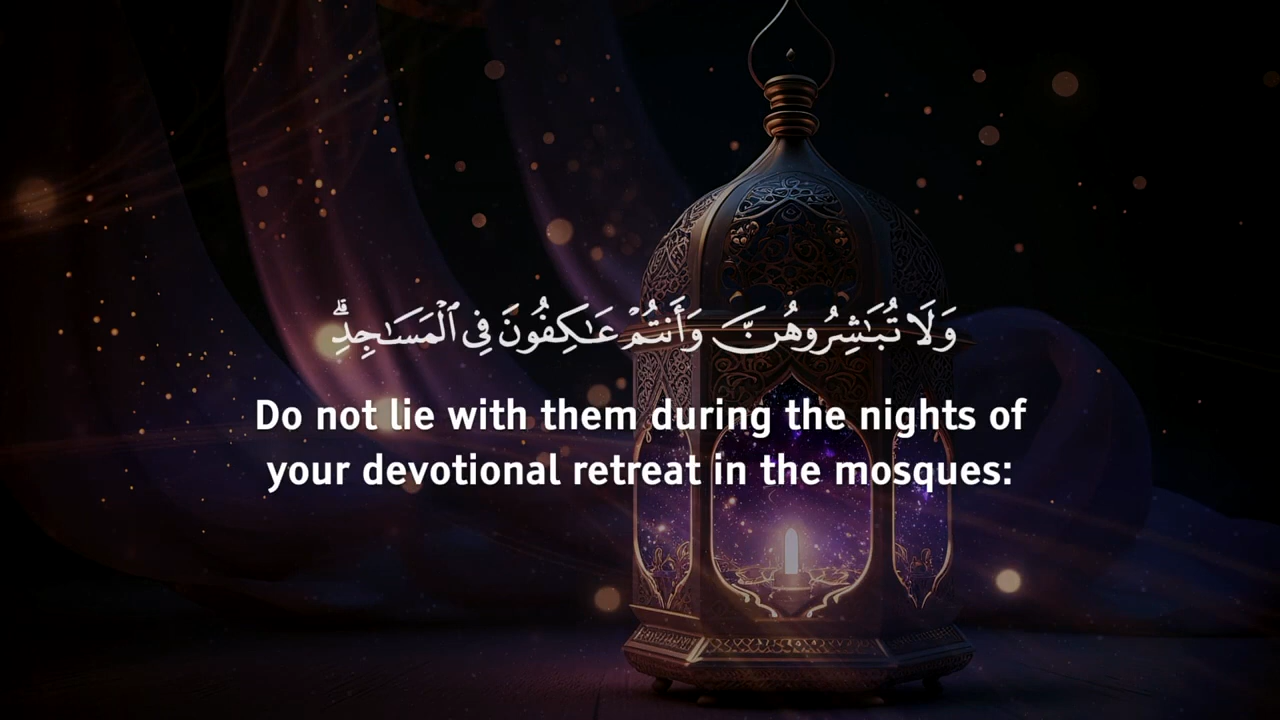 وَلَا تُبَـٰشِرُوهُنَّ وَأَنتُمْ عَـٰكِفُونَ فِى ٱلْمَسَـٰجِدِ ۗ
Do not lie with them during the nights of
your devotional retreat in the mosques: